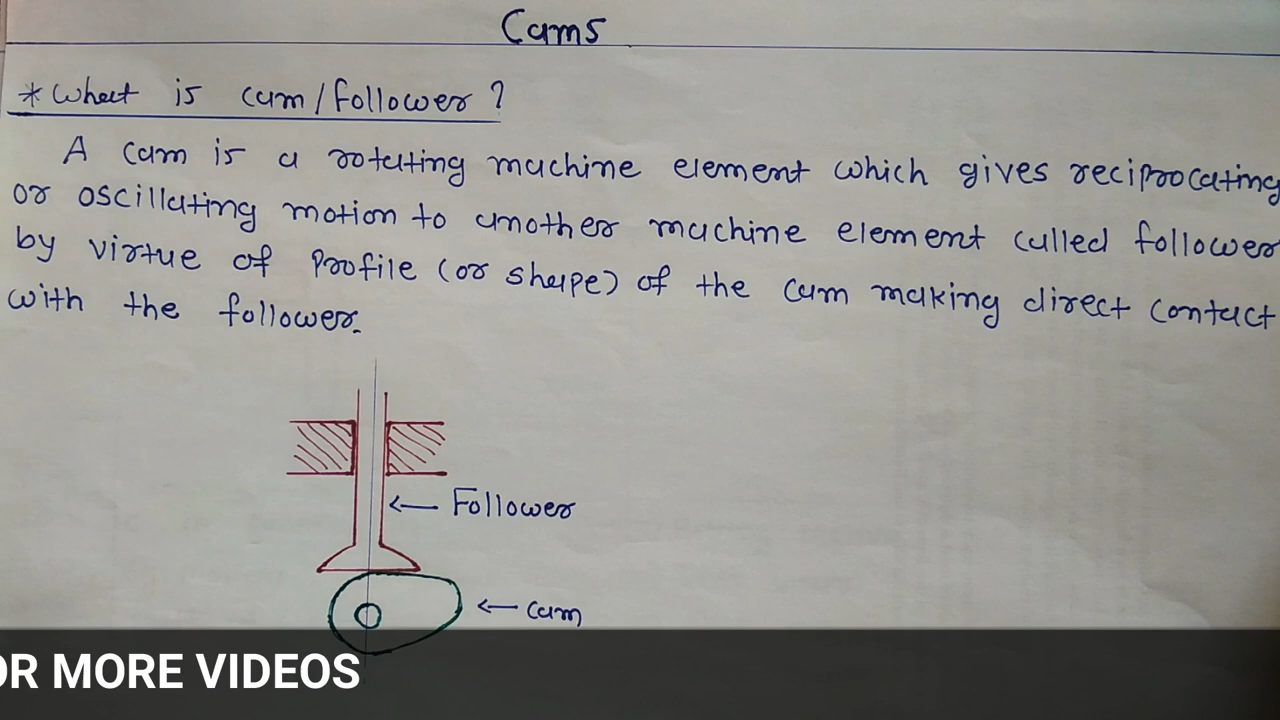 Cams
* What is cam/follower ?
A cam is a rotating machine element which gives reciprocating
or oscillating motion to another machine element called follower
by virtue of Profile (or shape) of the cam making direct contact
with the follower.
← Follower
← cam
OR MORE VIDEOS